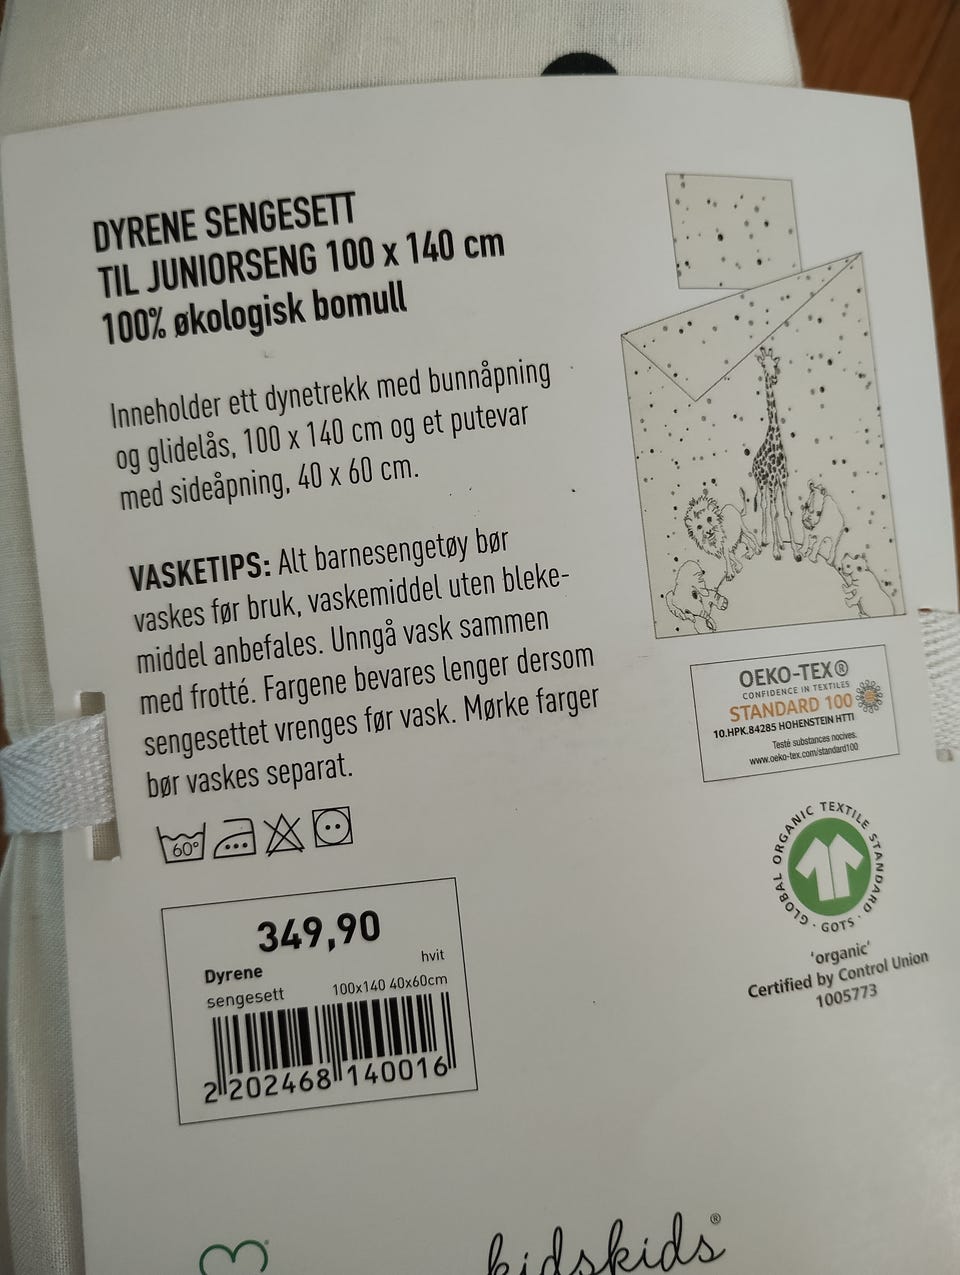 DYRENE SENGESETT
TIL JUNIORSENG 100 x 140 cm
100% økologisk bomull
Inneholder ett dynetrekk med bunnåpning
og glidelås, 100 x 140 cm og et putevar
med sideåpning, 40 x 60 cm.
VASKETIPS: Alt barnesengetøy bør
vaskes før bruk, vaskemiddel uten bleke-
middel anbefales. Unngå vask sammen
med frotté. Fargene bevares lenger dersom
sengesettet vrenges før vask. Mørke farger
bør vaskes separat.
60°
349,90
Dyrene
hvit
sengesett
100x140 40x60cm
2 202468 140016
OEKO-TEX®
CONFIDENCE IN TEXTILES
STANDARD 100
10.HPK.84285 HOHENSTEIN HTTI
Testé substances nocives.
www.oeko-tex.com/standard100
GLOBAL ORGANIC TEXTILE STANDARD · GOTS ·
'organic'
Certified by Control Union
1005773
kidskids®